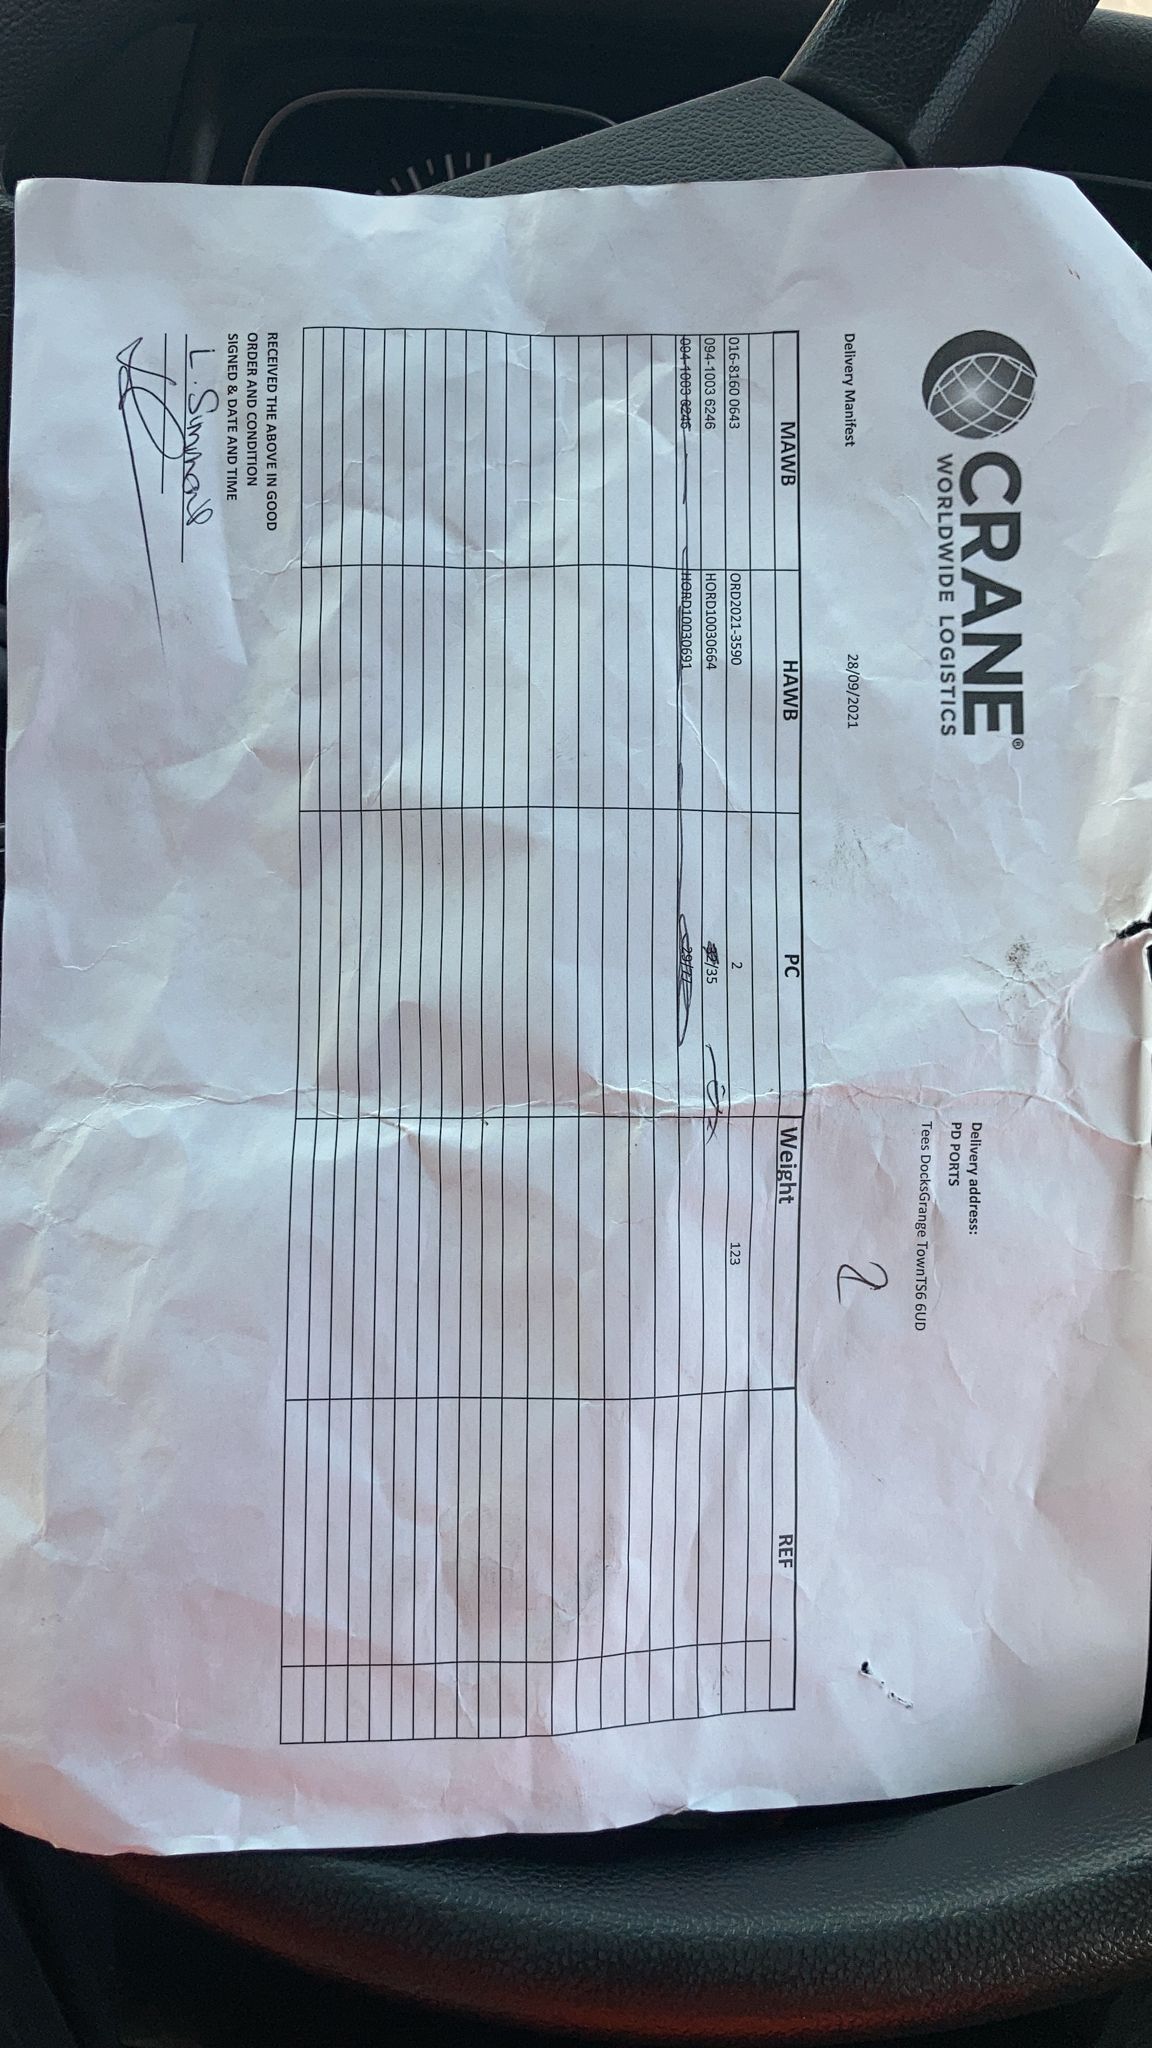 CRANE®
WORLDWIDE LOGISTICS
Delivery address:
PD PORTS
Tees DocksGrange TownTS6 6UD
Delivery Manifest 28/09/2021
2
MAWB HAWB PC Weight REF
016-8160 0643 ORD2021-3590 2 123
094-1003 6246 HORD10030664 32/35
094-1003 6246 HORD10030691 29/71
RECEIVED THE ABOVE IN GOOD
ORDER AND CONDITION
SIGNED & DATE AND TIME
L.